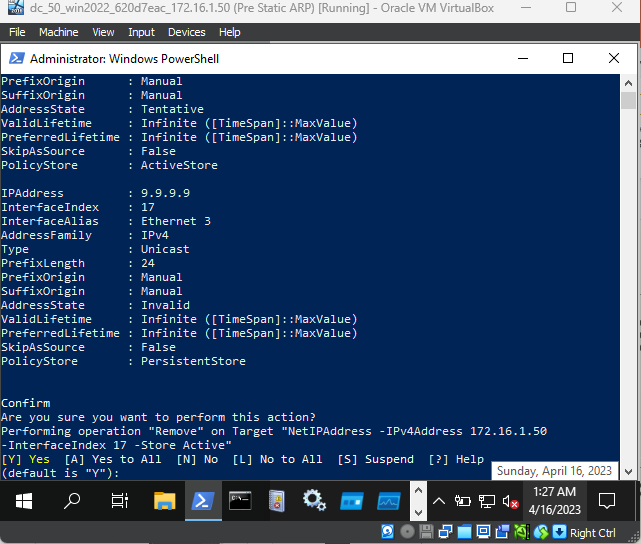 dc_50_win2022_620d7eac_172.16.1.50 (Pre Static ARP) [Running] - Oracle VM VirtualBox
File Machine View Input Devices Help
Administrator: Windows PowerShell
PrefixOrigin : Manual
SuffixOrigin : Manual
AddressState : Tentative
ValidLifetime : Infinite ([TimeSpan]::MaxValue)
PreferredLifetime : Infinite ([TimeSpan]::MaxValue)
SkipAsSource : False
PolicyStore : ActiveStore
IPAddress : 9.9.9.9
InterfaceIndex : 17
InterfaceAlias : Ethernet 3
AddressFamily : IPv4
Type : Unicast
PrefixLength : 24
PrefixOrigin : Manual
SuffixOrigin : Manual
AddressState : Invalid
ValidLifetime : Infinite ([TimeSpan]::MaxValue)
PreferredLifetime : Infinite ([TimeSpan]::MaxValue)
SkipAsSource : False
PolicyStore : PersistentStore
Confirm
Are you sure you want to perform this action?
Performing operation "Remove" on Target "NetIPAddress -IPv4Address 172.16.1.50
-InterfaceIndex 17 -Store Active"
[Y] Yes [A] Yes to All [N] No [L] No to All [S] Suspend [?] Help
(default is "Y"):
Sunday, April 16, 2023
1:27 AM
4/16/2023
Right Ctrl